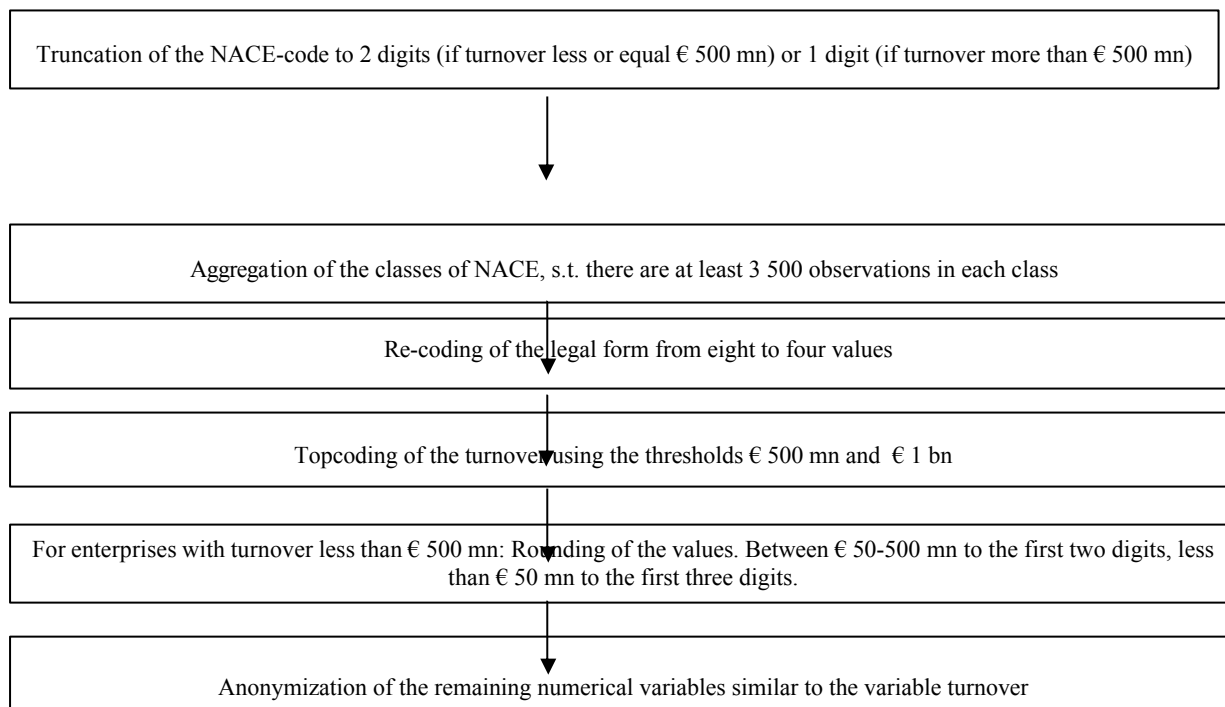 Truncation of the NACE-code to 2 digits (if turnover less or equal € 500 mn) or 1 digit (if turnover more than € 500 mn)
Aggregation of the classes of NACE, s.t. there are at least 3 500 observations in each class
Re-coding of the legal form from eight to four values
Topcoding of the turnover using the thresholds € 500 mn and € 1 bn
For enterprises with turnover less than € 500 mn: Rounding of the values. Between € 50-500 mn to the first two digits, less
than € 50 mn to the first three digits.
Anonymization of the remaining numerical variables similar to the variable turnover